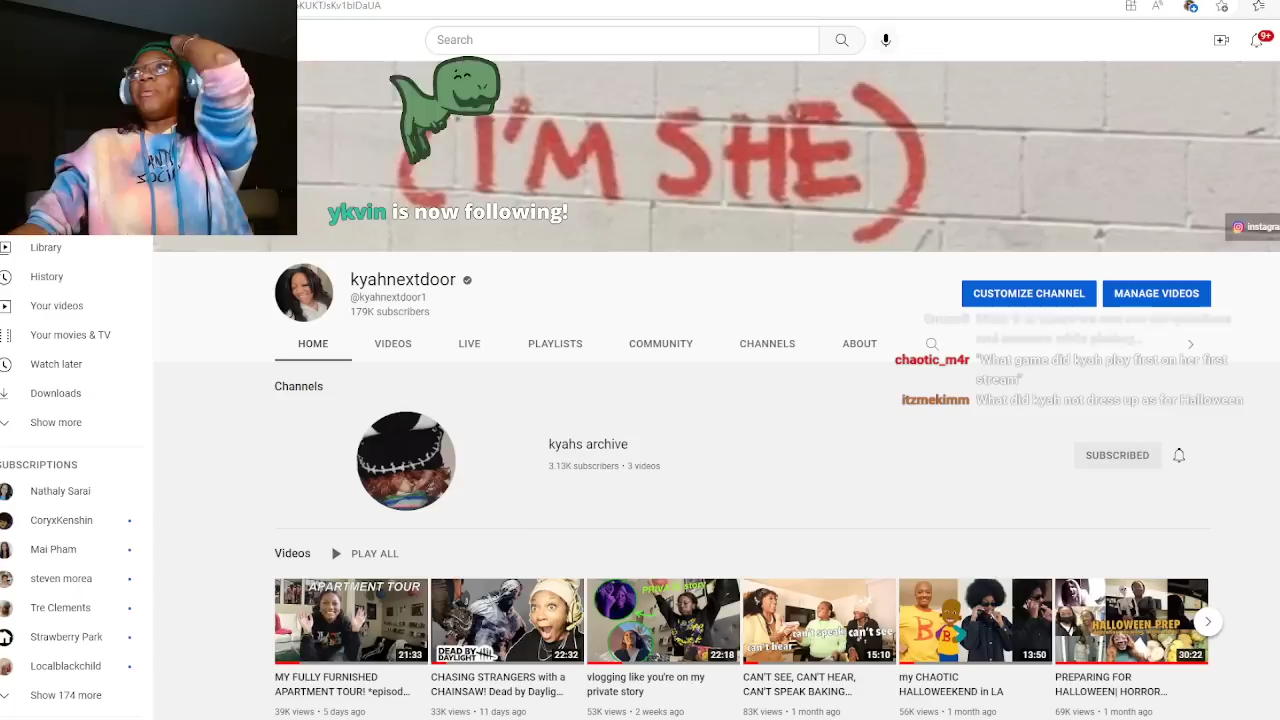 bKUKTJsKv1bIDaUA
Search
9+
(I'M SHE)
ANTI
SOCI
ykvin is now following!
instagra
Library
History
Your videos
Your movies & TV
Watch later
Downloads
Show more
SUBSCRIPTIONS
Nathaly Sarai
CoryxKenshin
Mai Pham
steven morea
Tre Clements
Strawberry Park
Localblackchild
Show 174 more
kyahnextdoor
@kyahnextdoor1
179K subscribers
CUSTOMIZE CHANNEL
MANAGE VIDEOS
HOME
VIDEOS
LIVE
PLAYLISTS
COMMUNITY
CHANNELS
ABOUT
chaotic_m4r "What game did kyah play first on her first
stream"
itzmekimm What did kyah not dress up as for Halloween
Channels
kyahs archive
3.13K subscribers • 3 videos
SUBSCRIBED
Videos
PLAY ALL
APARTMENT TOUR
21:33
MY FULLY FURNISHED
APARTMENT TOUR! *episod...
39K views • 5 days ago
DEAD BY
DAYLIGHT
22:32
CHASING STRANGERS with a
CHAINSAW! Dead by Daylig...
33K views • 11 days ago
PRIVATE STORY
22:18
vlogging like you're on my
private story
53K views • 2 weeks ago
can't hear
can't speak
can't see
15:10
CAN'T SEE, CAN'T HEAR,
CAN'T SPEAK BAKING...
83K views • 1 month ago
13:50
my CHAOTIC
HALLOWEEKEND in LA
56K views • 1 month ago
HALLOWEEN PREP
30:22
PREPARING FOR
HALLOWEEN| HORROR...
69K views • 1 month ago